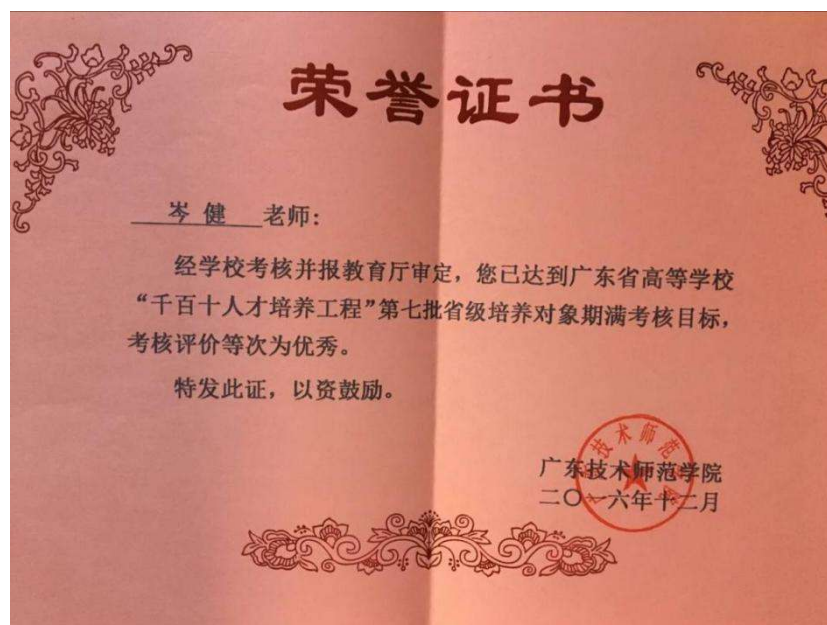 荣誉证书
岑 健 老师:
经学校考核并报教育厅审定,您已达到广东省高等学校
“千百十人才培养工程”第七批省级培养对象期满考核目标,
考核评价等次为优秀。
特发此证,以资鼓励。
技术师范
广东技术师范学院
二〇一六年十二月